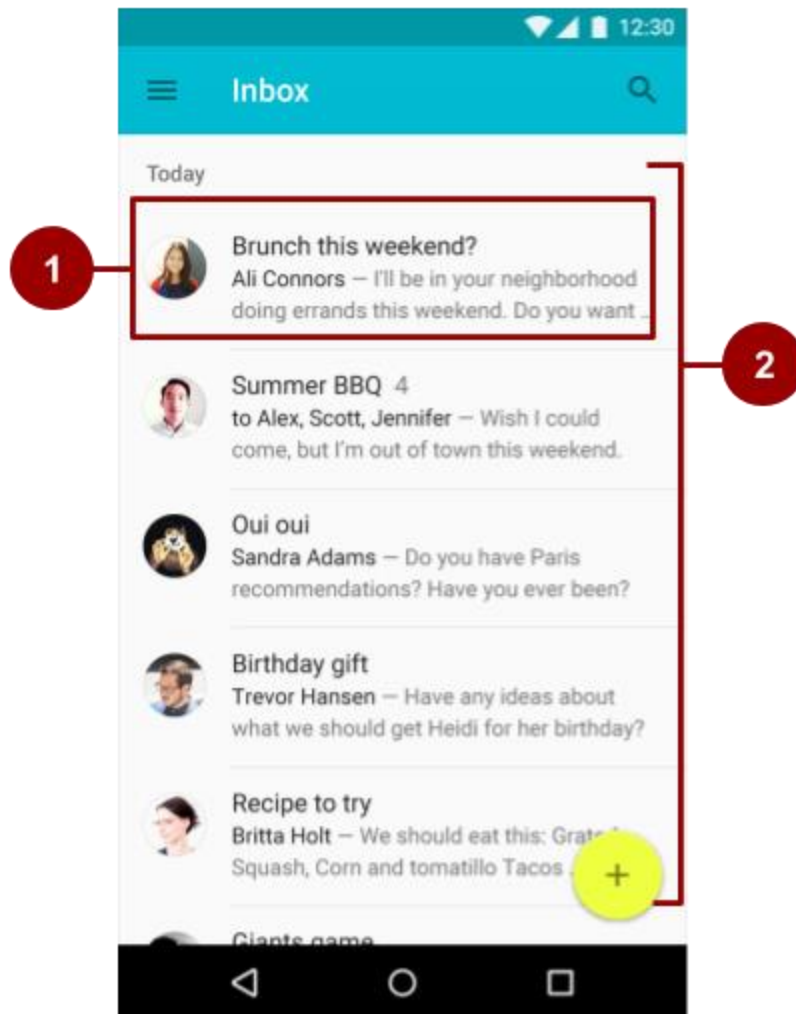 12:30
Inbox
Today
1
Brunch this weekend?
Ali Connors — I'll be in your neighborhood
doing errands this weekend. Do you want ...
2
Summer BBQ 4
to Alex, Scott, Jennifer — Wish I could
come, but I'm out of town this weekend.
Oui oui
Sandra Adams — Do you have Paris
recommendations? Have you ever been?
Birthday gift
Trevor Hansen — Have any ideas about
what we should get Heidi for her birthday?
Recipe to try
Britta Holt — We should eat this:
Squash, Corn and tomatillo Tacos
+
Giants game